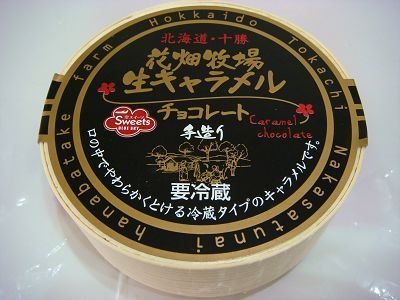 Hokkaido Tokachi Nakasatunai hanabatake farm
北海道・十勝
花畑牧場
生キャラメル
チョコレート
Caramel
chocolate
Sweets
手造り
要冷蔵
口の中でやわらかくとける冷蔵タイプのキャラメルです。